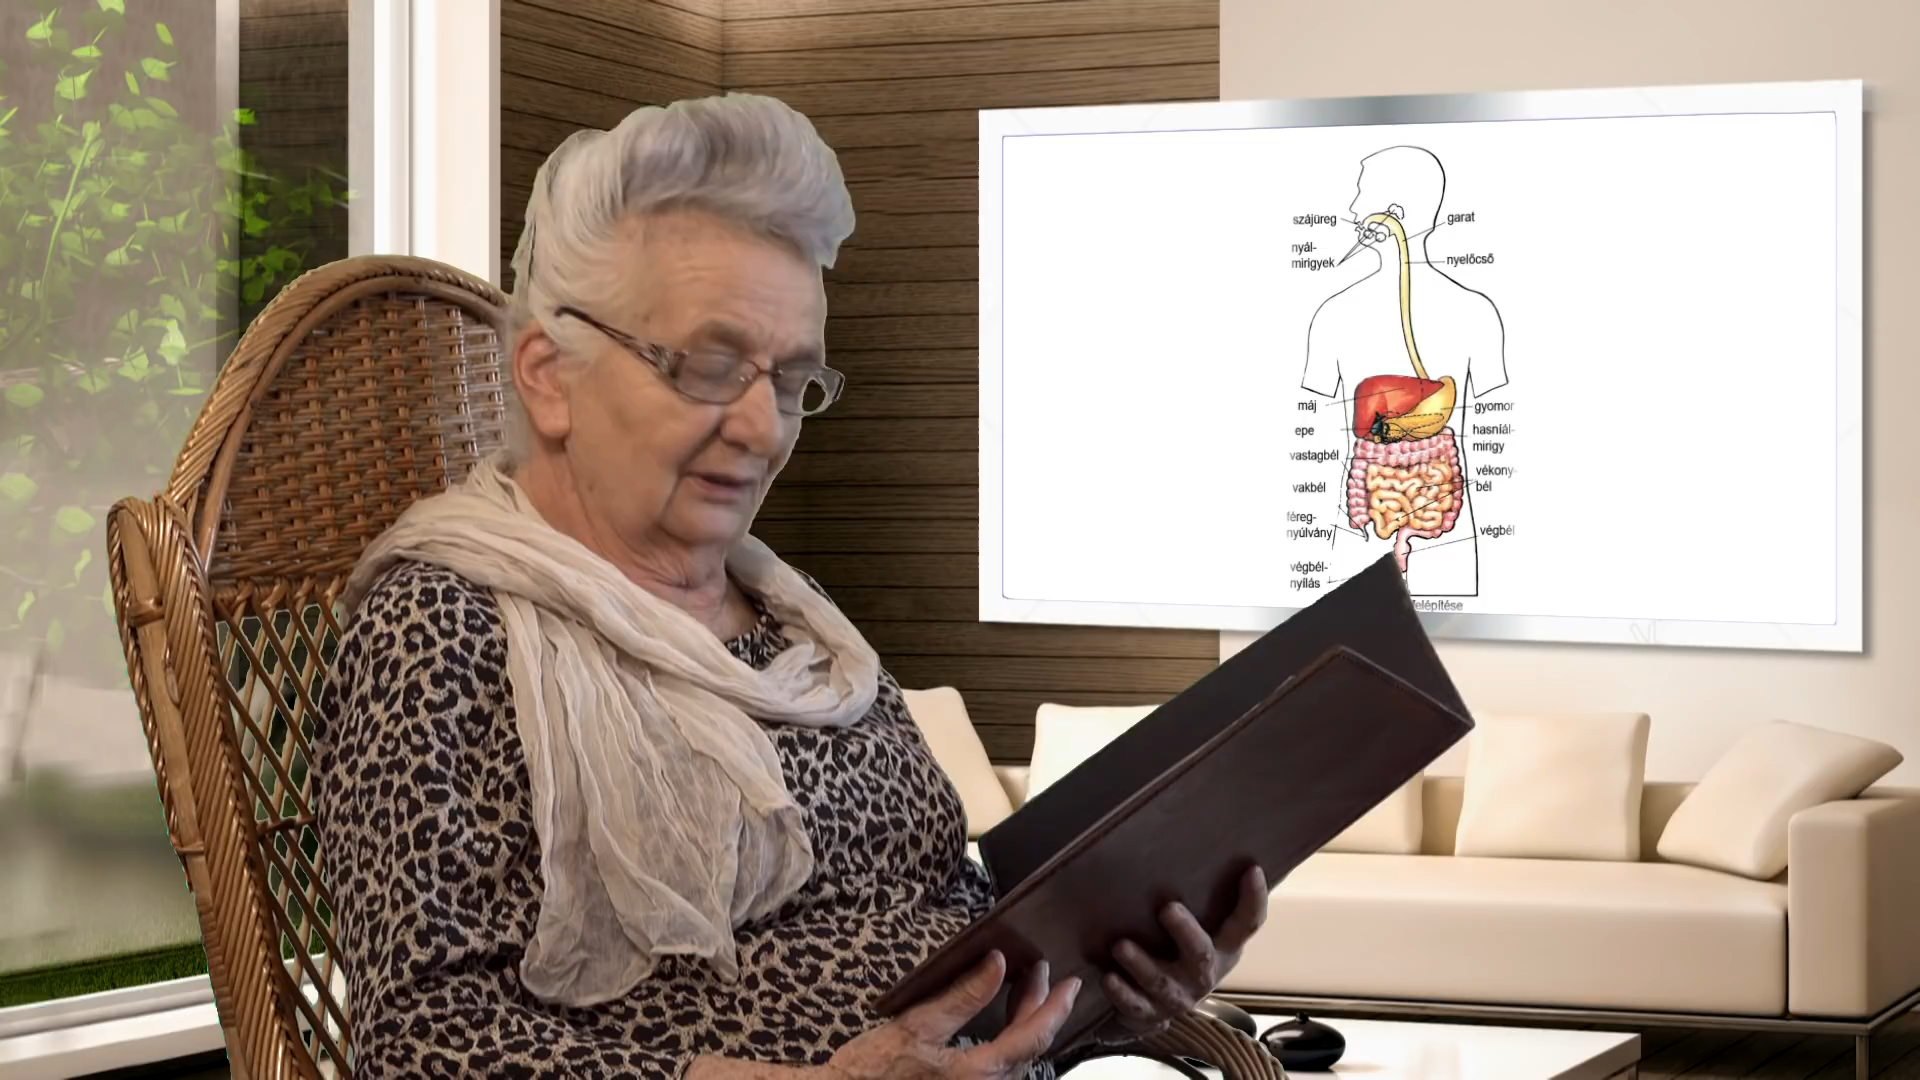 szájüreg
garat
nyál-
mirigyek
nyelőcső
máj
gyomor
epe
hasnlál-
mirigy
vastagbél
vékony-
bél
vakbél
féreg-
nyúlvány
végbél
végbél-
nyílás
felépítése